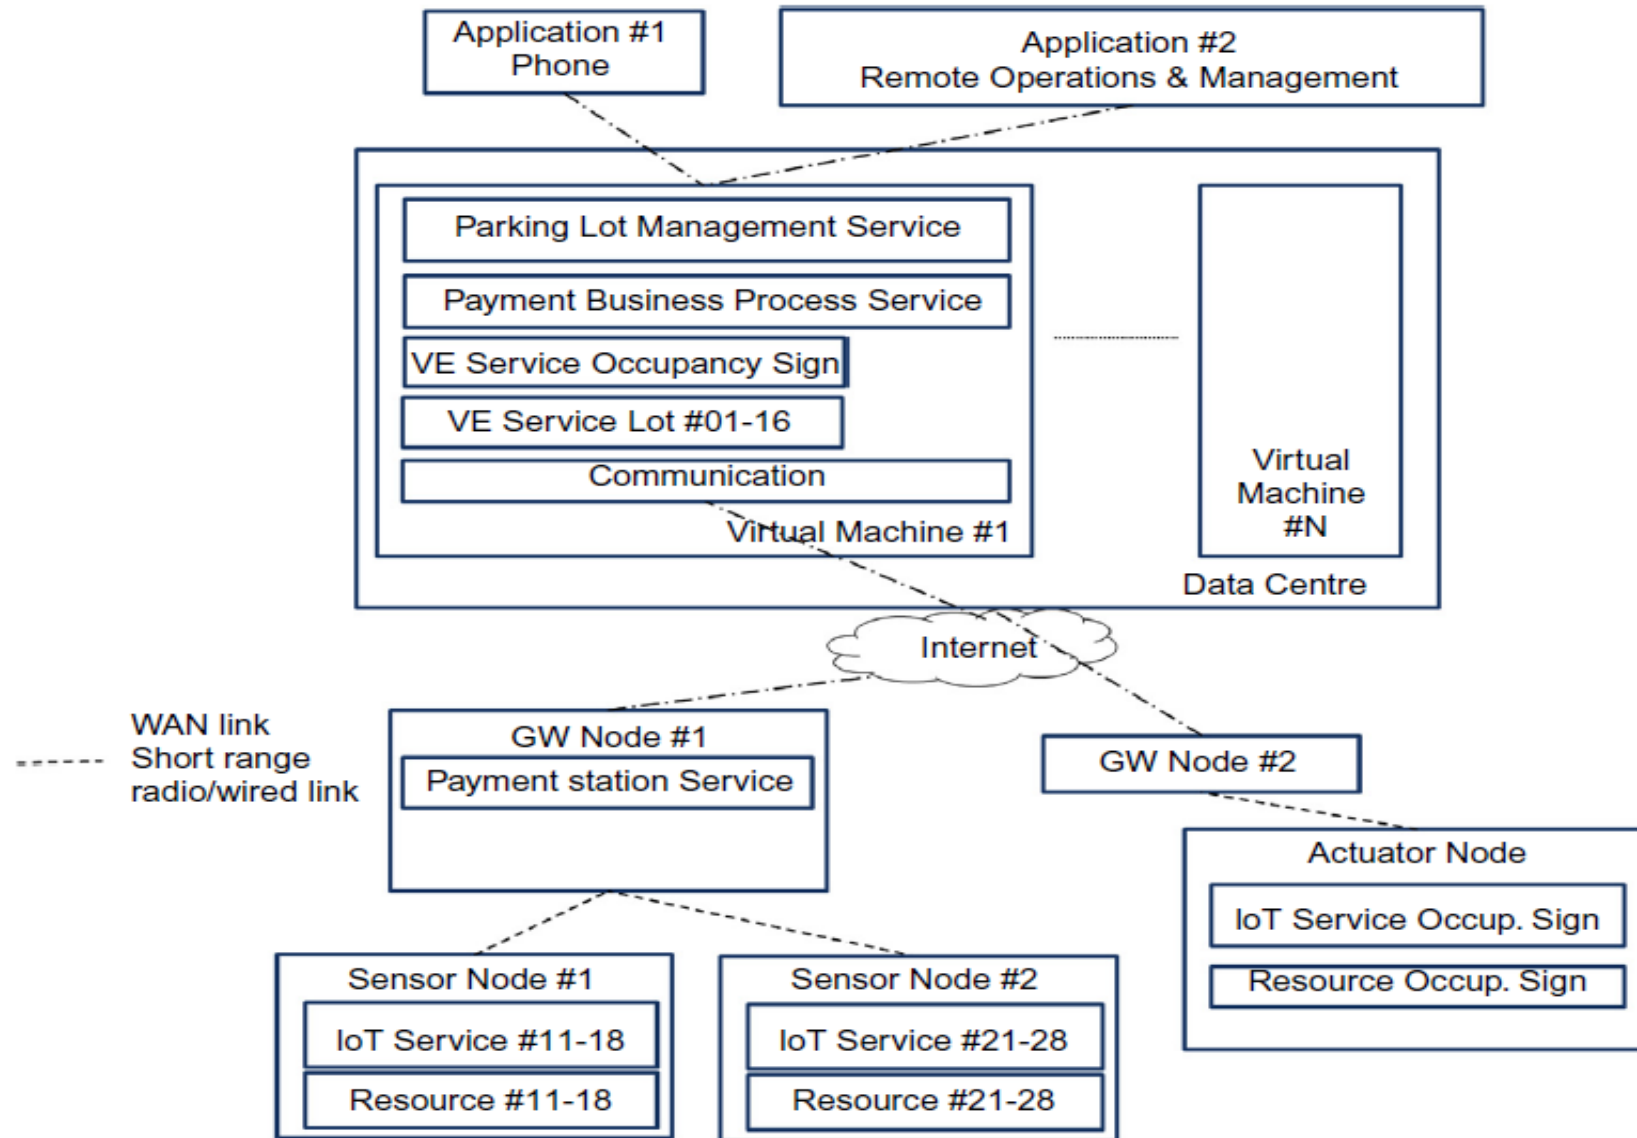 Application #1
Phone
Application #2
Remote Operations & Management
Parking Lot Management Service
Payment Business Process Service
VE Service Occupancy Sign
VE Service Lot #01-16
Communication
Virtual Machine #1
Virtual
Machine
#N
Data Centre
Internet
WAN link
Short range
radio/wired link
GW Node #1
Payment station Service
GW Node #2
Actuator Node
IoT Service Occup. Sign
Resource Occup. Sign
Sensor Node #1
IoT Service #11-18
Resource #11-18
Sensor Node #2
IoT Service #21-28
Resource #21-28